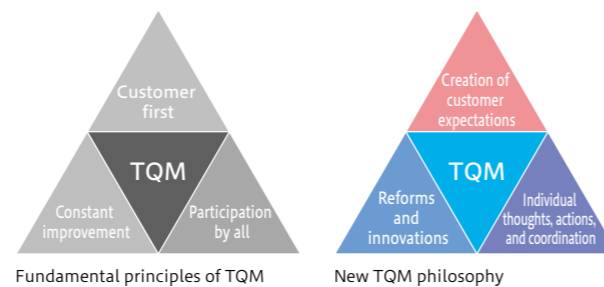 Customer
first
TQM
Constant
improvement
Participation
by all
Fundamental principles of TQM
Creation of
customer
expectations
TQM
Reforms
and
innovations
Individual
thoughts, actions,
and coordination
New TQM philosophy